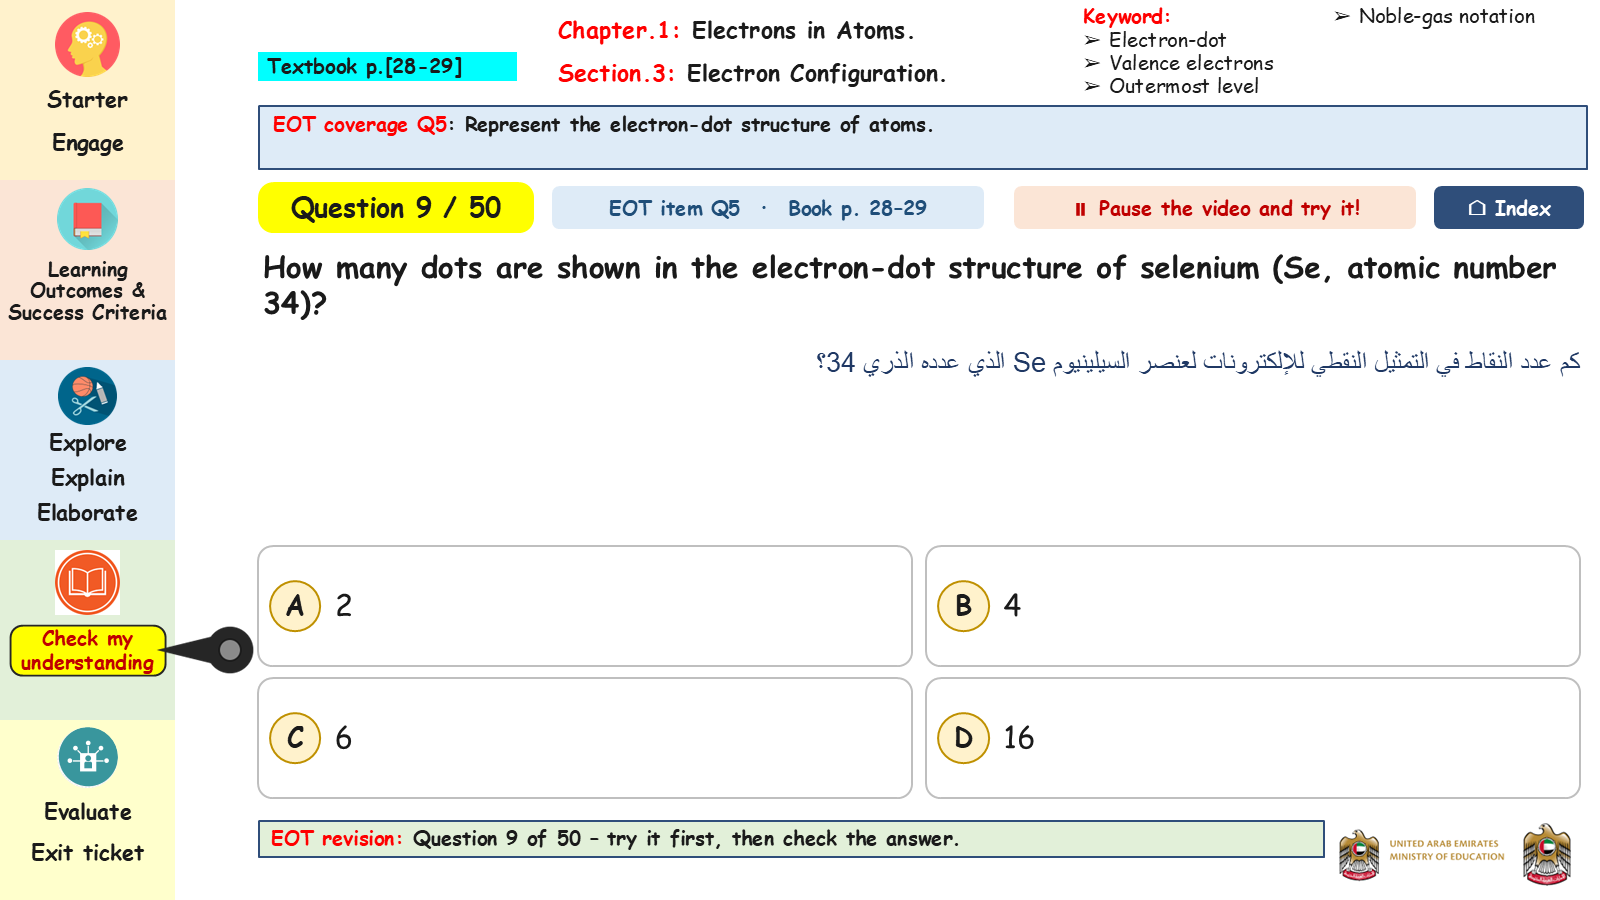 Starter
Engage
Learning
Outcomes &
Success Criteria
Explore
Explain
Elaborate
Check my
understanding
Evaluate
Exit ticket
Textbook p.[28-29]
Chapter.1: Electrons in Atoms.
Section.3: Electron Configuration.
Keyword:
➢ Electron-dot
➢ Valence electrons
➢ Outermost level
➢ Noble-gas notation
EOT coverage Q5: Represent the electron-dot structure of atoms.
Question 9 / 50
EOT item Q5 · Book p. 28–29
⏸ Pause the video and try it!
⌂ Index
How many dots are shown in the electron-dot structure of selenium (Se, atomic number
34)?
كم عدد النقاط في التمثيل النقطي للإلكترونات لعنصر السيلينيوم Se الذي عدده الذري 34؟
A 2
B 4
C 6
D 16
EOT revision: Question 9 of 50 – try it first, then check the answer.
UNITED ARAB EMIRATES
MINISTRY OF EDUCATION